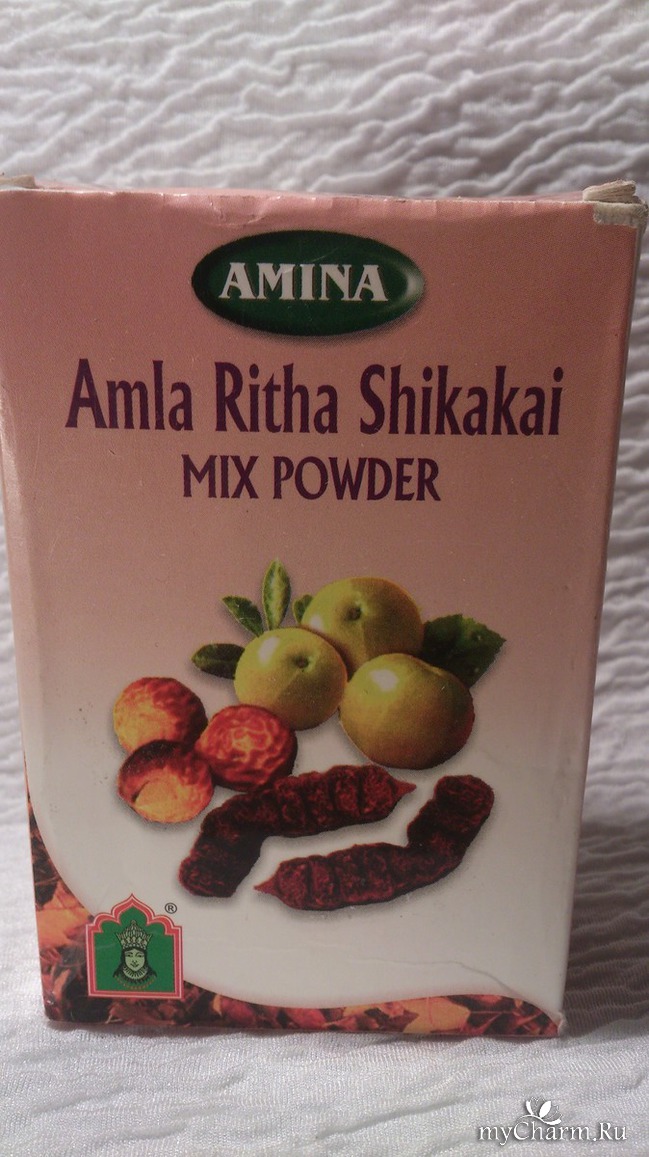 AMINA
Amla Ritha Shikakai
MIX POWDER
®
myCharm.Ru